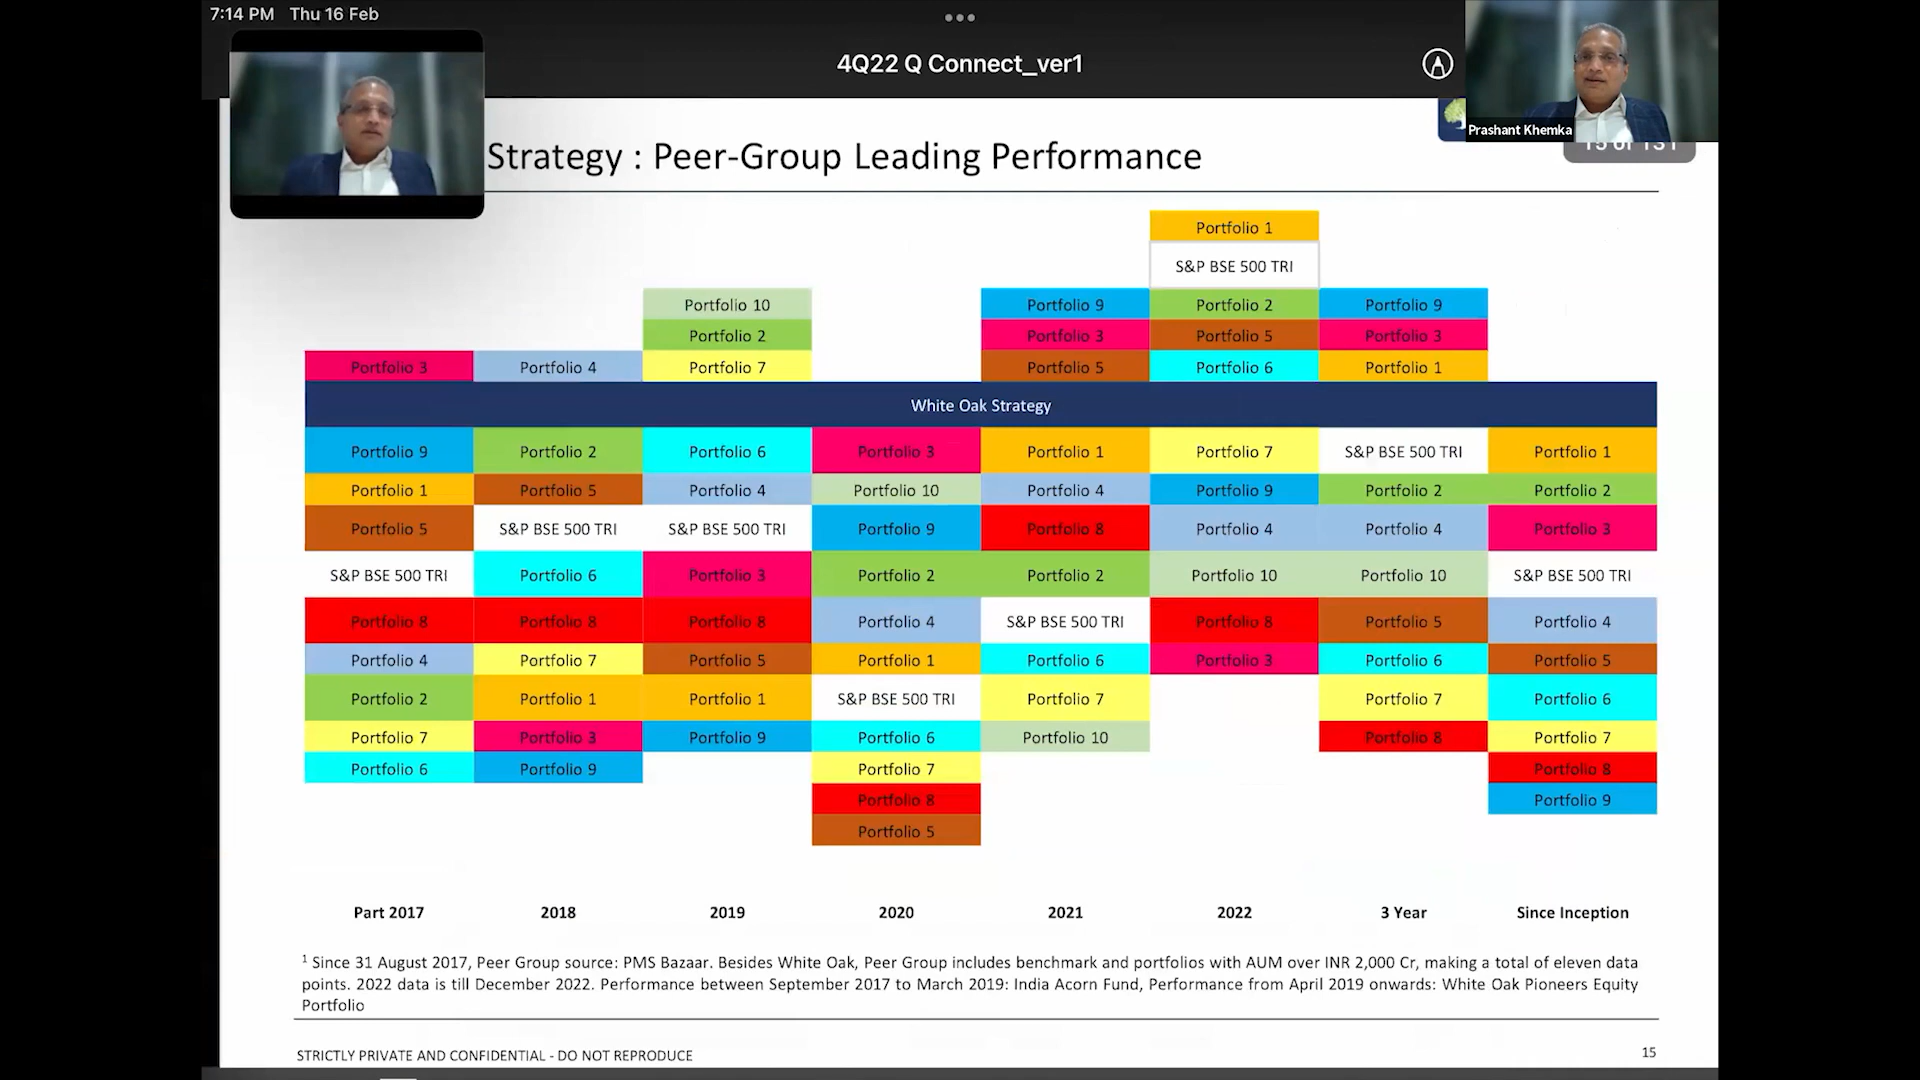 7:14 PM Thu 16 Feb
4Q22 Q Connect_ver1
Prashant Khemka
Strategy : Peer-Group Leading Performance
Portfolio 1
S&P BSE 500 TRI
Portfolio 10 Portfolio 9 Portfolio 2 Portfolio 9
Portfolio 2 Portfolio 3 Portfolio 5 Portfolio 3
Portfolio 3 Portfolio 4 Portfolio 7 Portfolio 5 Portfolio 6 Portfolio 1
White Oak Strategy
Portfolio 9 Portfolio 2 Portfolio 6 Portfolio 3 Portfolio 1 Portfolio 7 S&P BSE 500 TRI Portfolio 1
Portfolio 1 Portfolio 5 Portfolio 4 Portfolio 10 Portfolio 4 Portfolio 9 Portfolio 2 Portfolio 2
Portfolio 5 S&P BSE 500 TRI S&P BSE 500 TRI Portfolio 9 Portfolio 8 Portfolio 4 Portfolio 4 Portfolio 3
S&P BSE 500 TRI Portfolio 6 Portfolio 3 Portfolio 2 Portfolio 2 Portfolio 10 Portfolio 10 S&P BSE 500 TRI
Portfolio 8 Portfolio 8 Portfolio 8 Portfolio 4 S&P BSE 500 TRI Portfolio 8 Portfolio 5 Portfolio 4
Portfolio 4 Portfolio 7 Portfolio 5 Portfolio 1 Portfolio 6 Portfolio 3 Portfolio 6 Portfolio 5
Portfolio 2 Portfolio 1 Portfolio 1 S&P BSE 500 TRI Portfolio 7 Portfolio 7 Portfolio 6
Portfolio 7 Portfolio 3 Portfolio 9 Portfolio 6 Portfolio 10 Portfolio 8 Portfolio 7
Portfolio 6 Portfolio 9 Portfolio 7 Portfolio 8
Portfolio 8 Portfolio 9
Portfolio 5
Part 2017 2018 2019 2020 2021 2022 3 Year Since Inception
1 Since 31 August 2017, Peer Group source: PMS Bazaar. Besides White Oak, Peer Group includes benchmark and portfolios with AUM over INR 2,000 Cr, making a total of eleven data
points. 2022 data is till December 2022. Performance between September 2017 to March 2019: India Acorn Fund, Performance from April 2019 onwards: White Oak Pioneers Equity
Portfolio
STRICTLY PRIVATE AND CONFIDENTIAL - DO NOT REPRODUCE
15